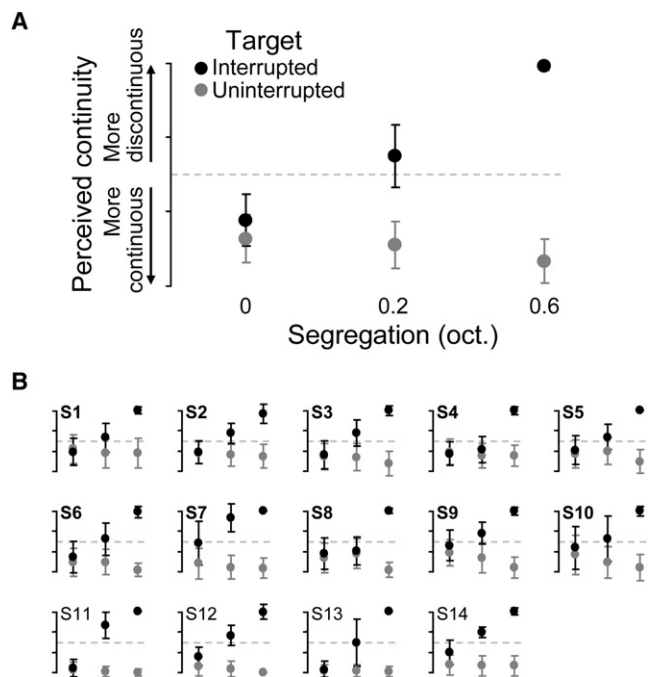 A
Target
Interrupted
Uninterrupted
Perceived continuity
More discontinuous
More continuous
0 0.2 0.6
Segregation (oct.)
B
S1 S2 S3 S4 S5
S6 S7 S8 S9 S10
S11 S12 S13 S14